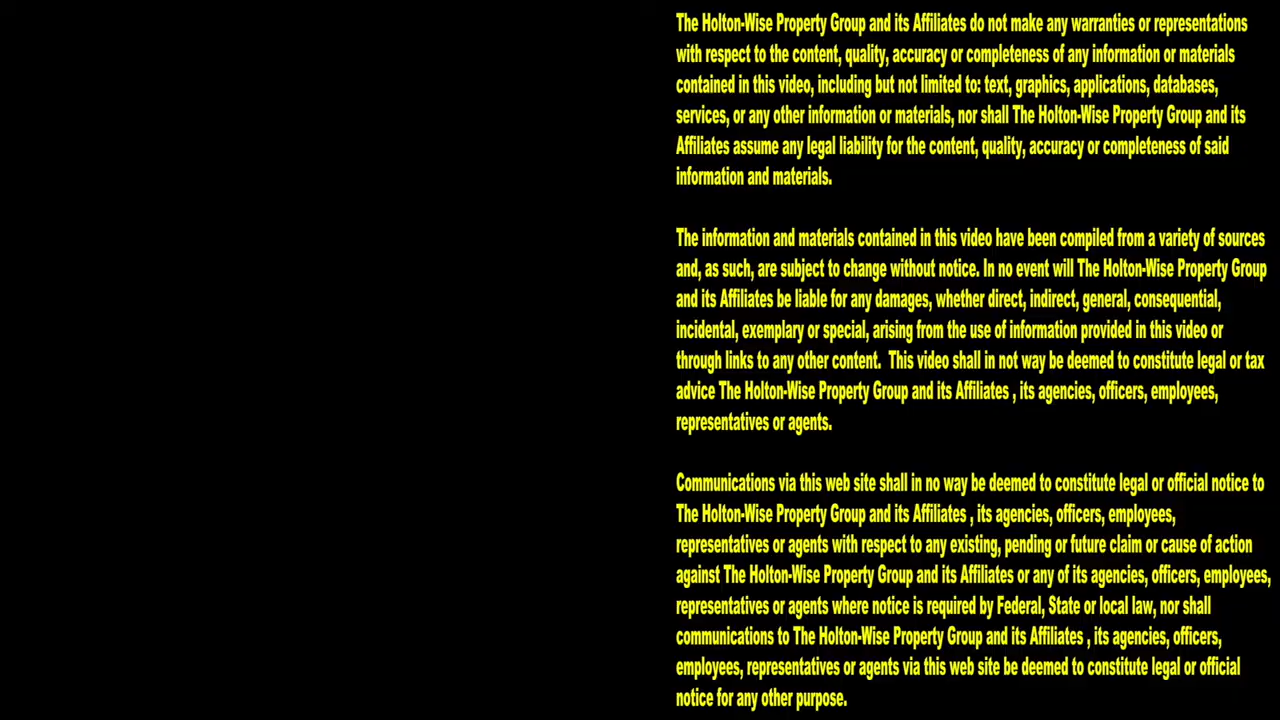 The Holton-Wise Property Group and its Affiliates do not make any warranties or representations
with respect to the content, quality, accuracy or completeness of any information or materials
contained in this video, including but not limited to: text, graphics, applications, databases,
services, or any other information or materials, nor shall The Holton-Wise Property Group and its
Affiliates assume any legal liability for the content, quality, accuracy or completeness of said
information and materials.
The information and materials contained in this video have been compiled from a variety of sources
and, as such, are subject to change without notice. In no event will The Holton-Wise Property Group
and its Affiliates be liable for any damages, whether direct, indirect, general, consequential,
incidental, exemplary or special, arising from the use of information provided in this video or
through links to any other content.  This video shall in not way be deemed to constitute legal or tax
advice The Holton-Wise Property Group and its Affiliates , its agencies, officers, employees,
representatives or agents.
Communications via this web site shall in no way be deemed to constitute legal or official notice to
The Holton-Wise Property Group and its Affiliates , its agencies, officers, employees,
representatives or agents with respect to any existing, pending or future claim or cause of action
against The Holton-Wise Property Group and its Affiliates or any of its agencies, officers, employees,
representatives or agents where notice is required by Federal, State or local law, nor shall
communications to The Holton-Wise Property Group and its Affiliates , its agencies, officers,
employees, representatives or agents via this web site be deemed to constitute legal or official
notice for any other purpose.